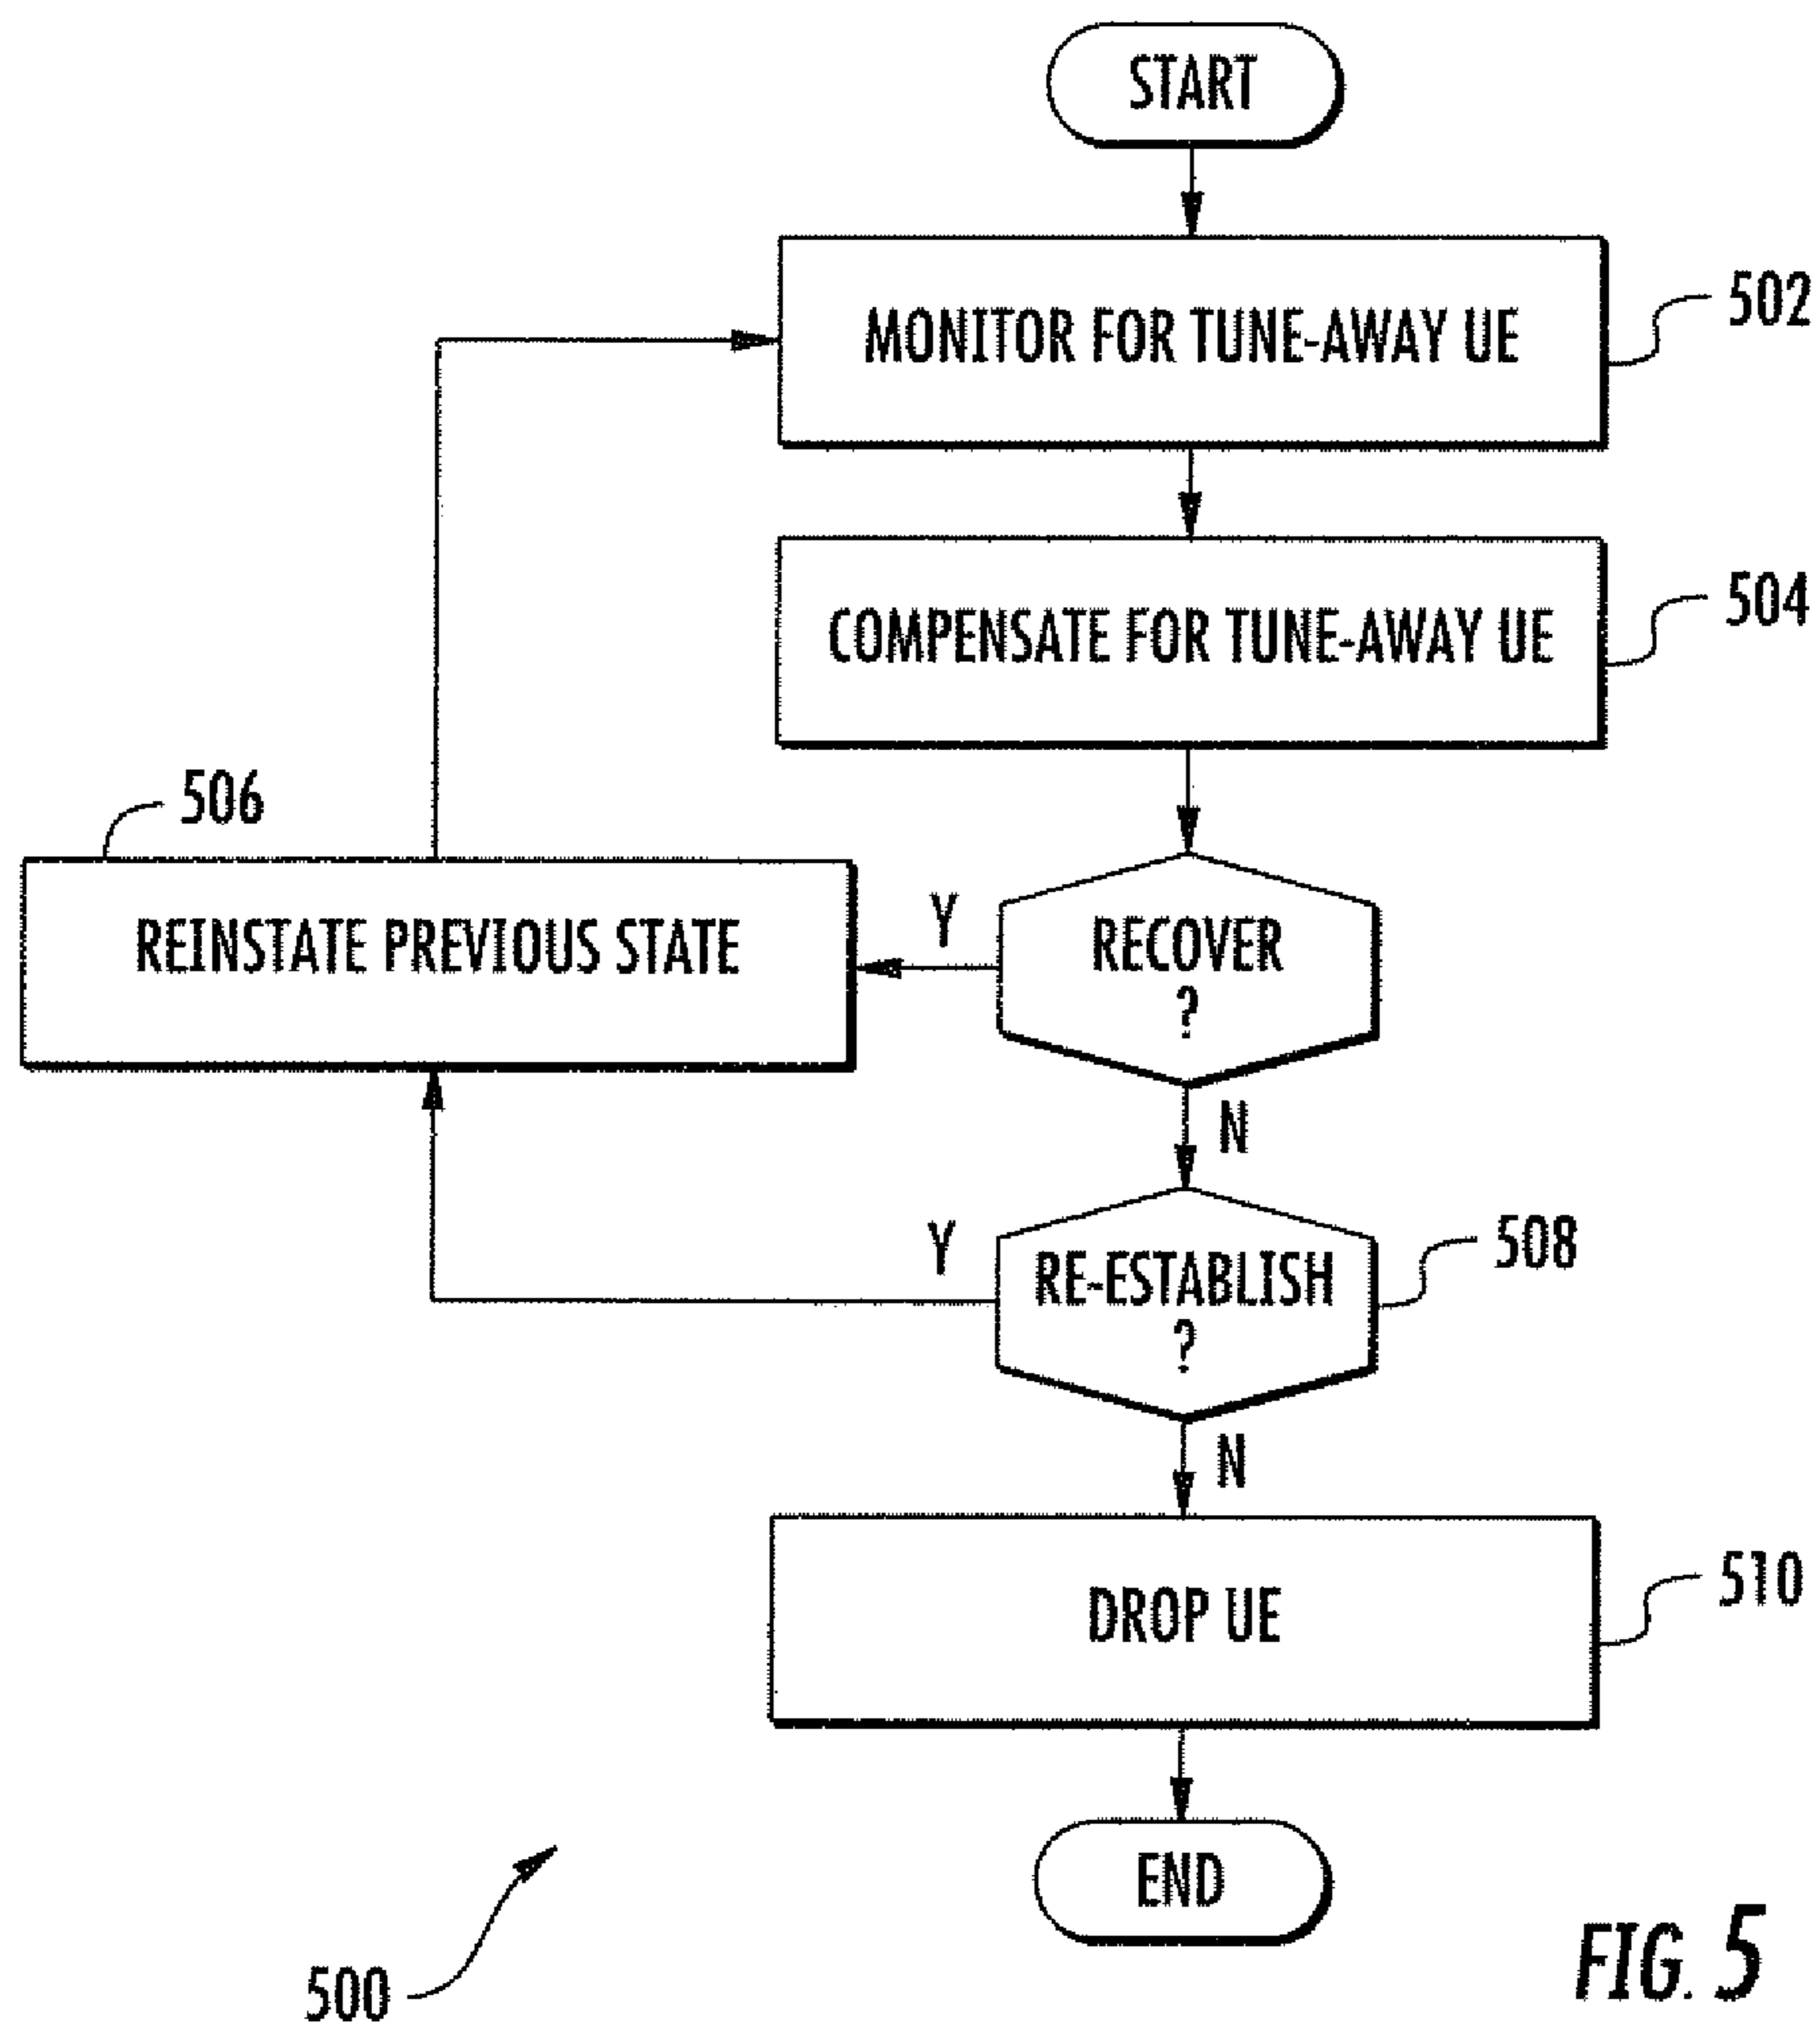 START
MONITOR FOR TUNE-AWAY UE
502
COMPENSATE FOR TUNE-AWAY UE
504
506
REINSTATE PREVIOUS STATE
Y
RECOVER
?
N
Y
RE-ESTABLISH
?
508
N
DROP UE
510
END
500
FIG. 5